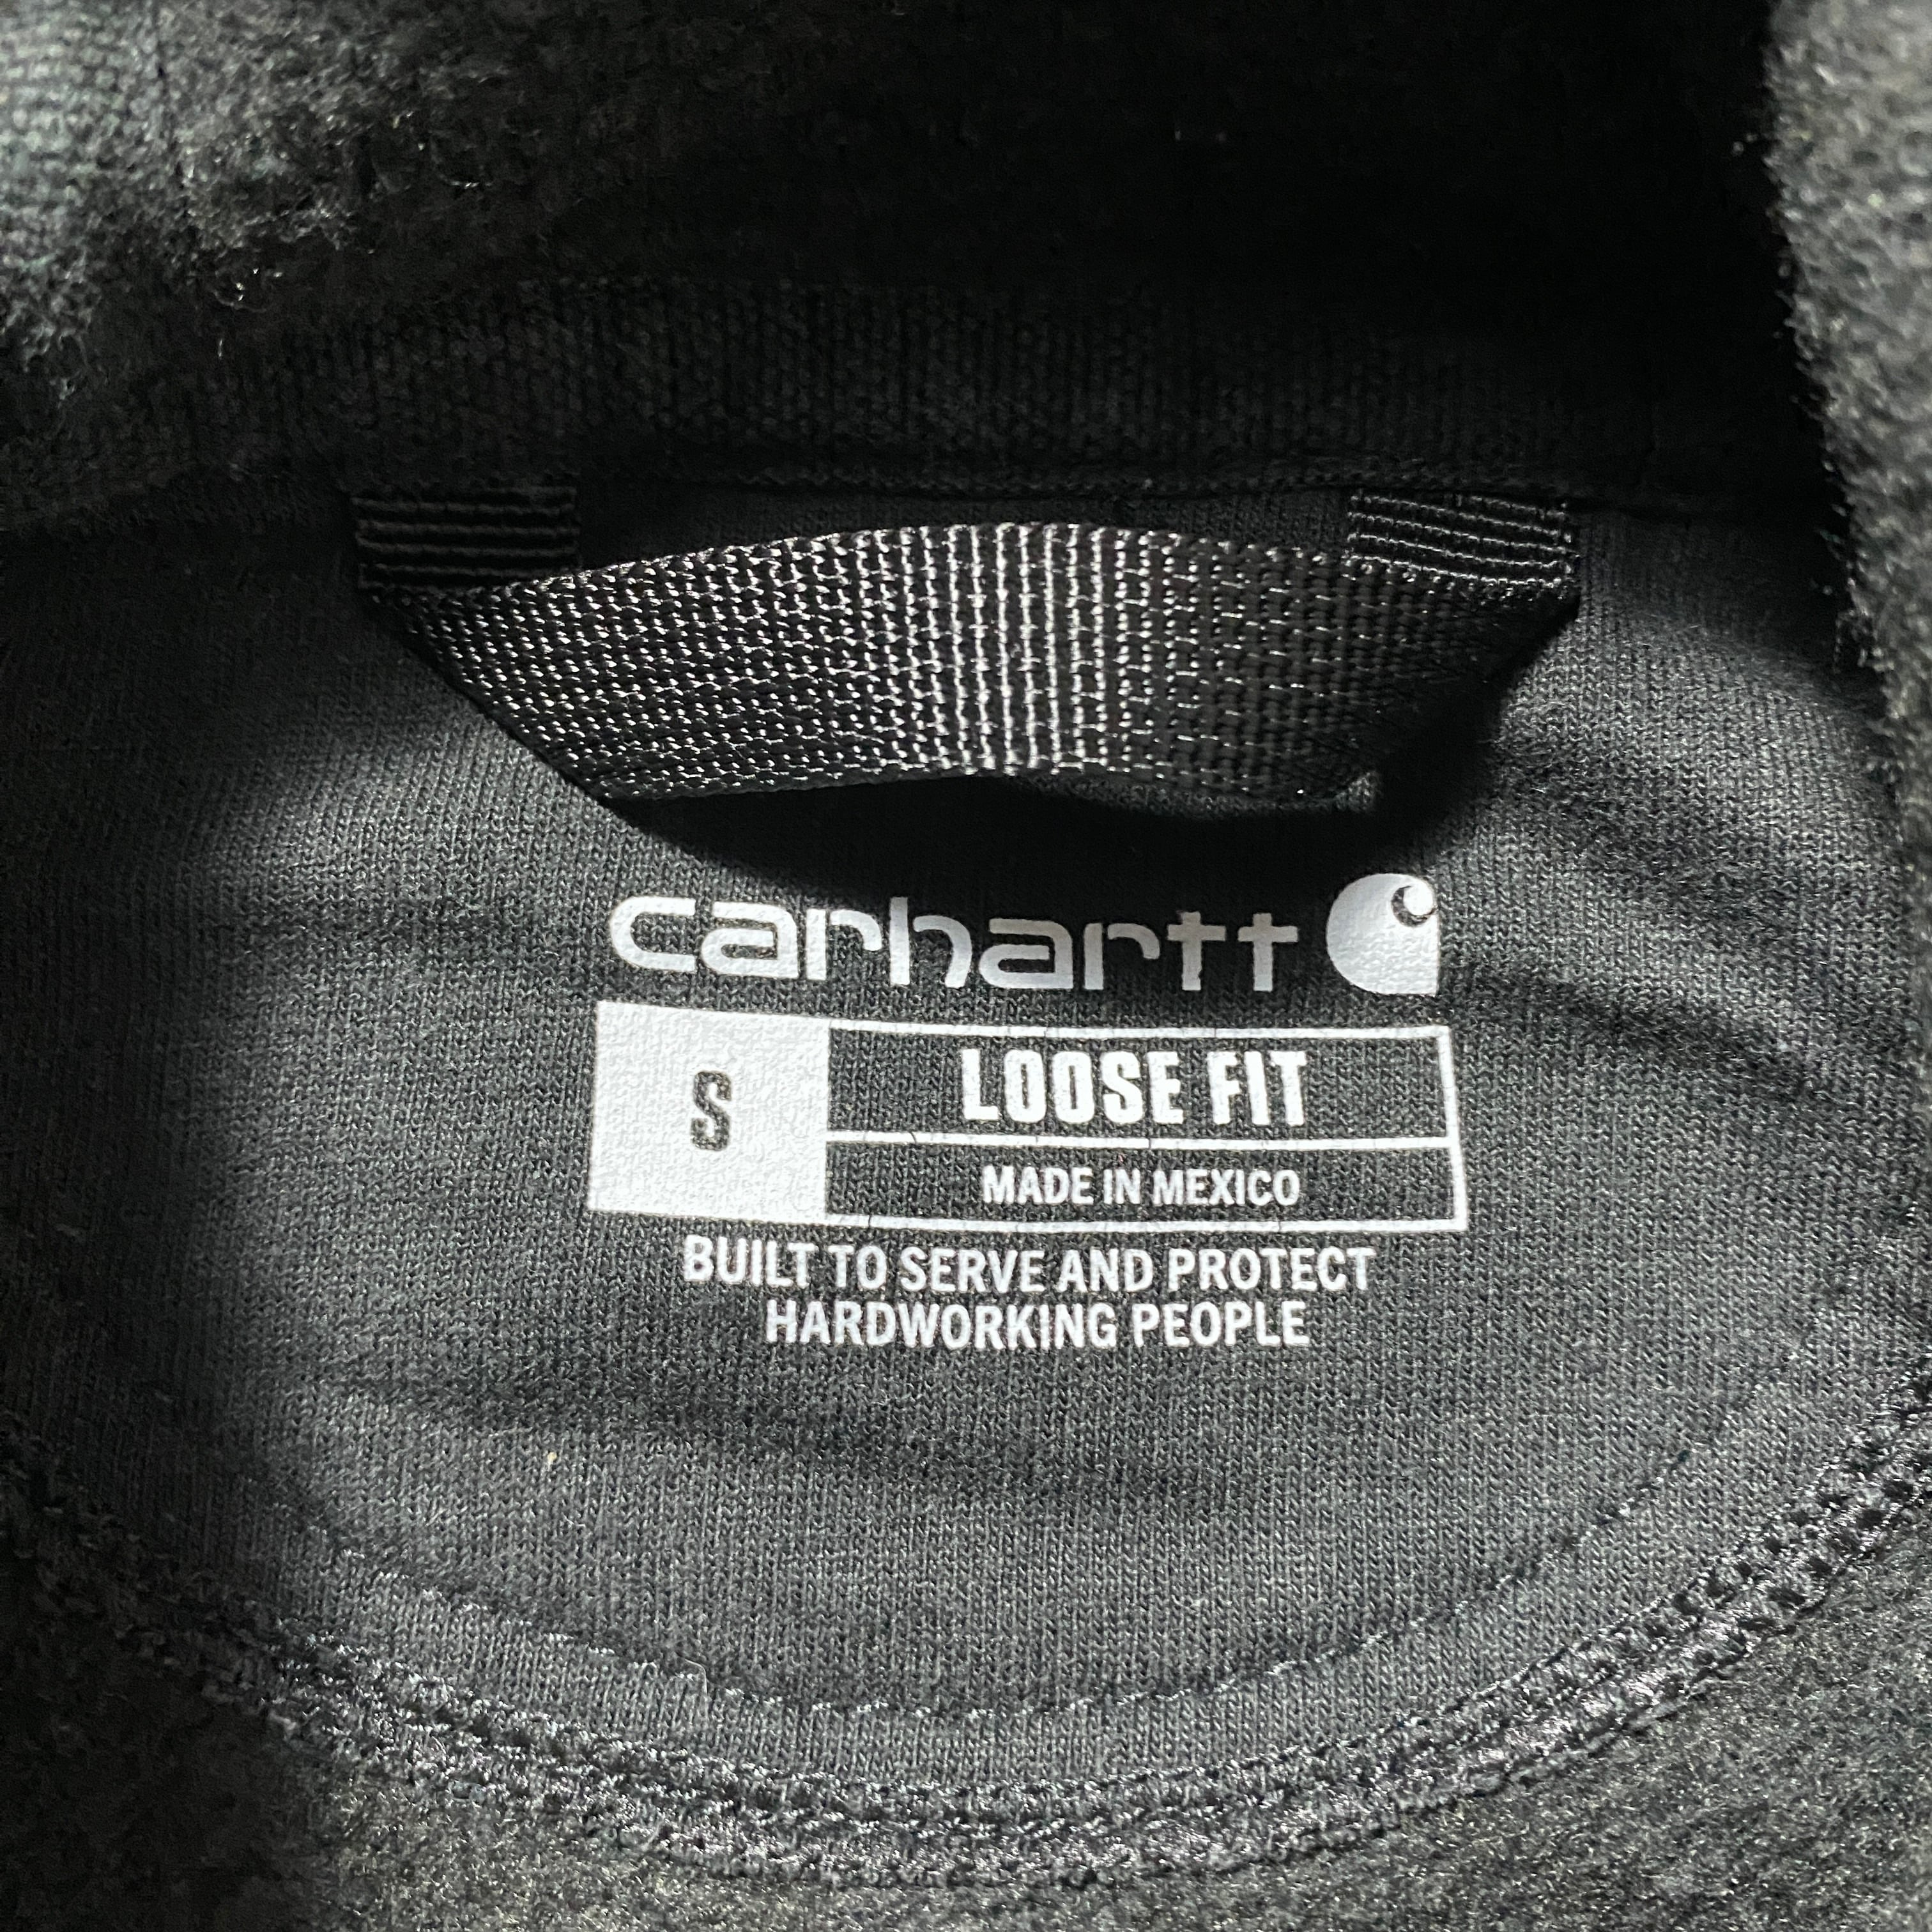 carhartt
S
LOOSE FIT
MADE IN MEXICO
BUILT TO SERVE AND PROTECT
HARDWORKING PEOPLE